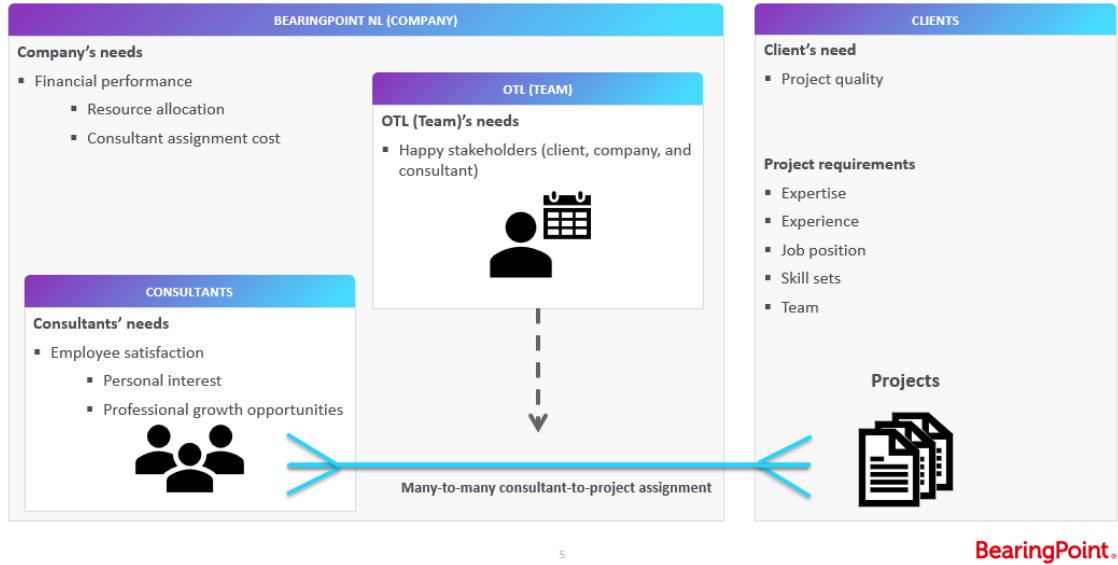 BEARINGPOINT NL (COMPANY)
Company's needs
▪ Financial performance
▪ Resource allocation
▪ Consultant assignment cost
OTL (TEAM)
OTL (Team)'s needs
▪ Happy stakeholders (client, company, and
consultant)
CONSULTANTS
Consultants' needs
▪ Employee satisfaction
▪ Personal interest
▪ Professional growth opportunities
Many-to-many consultant-to-project assignment
CLIENTS
Client's need
▪ Project quality
Project requirements
▪ Expertise
▪ Experience
▪ Job position
▪ Skill sets
▪ Team
Projects
5
BearingPoint®